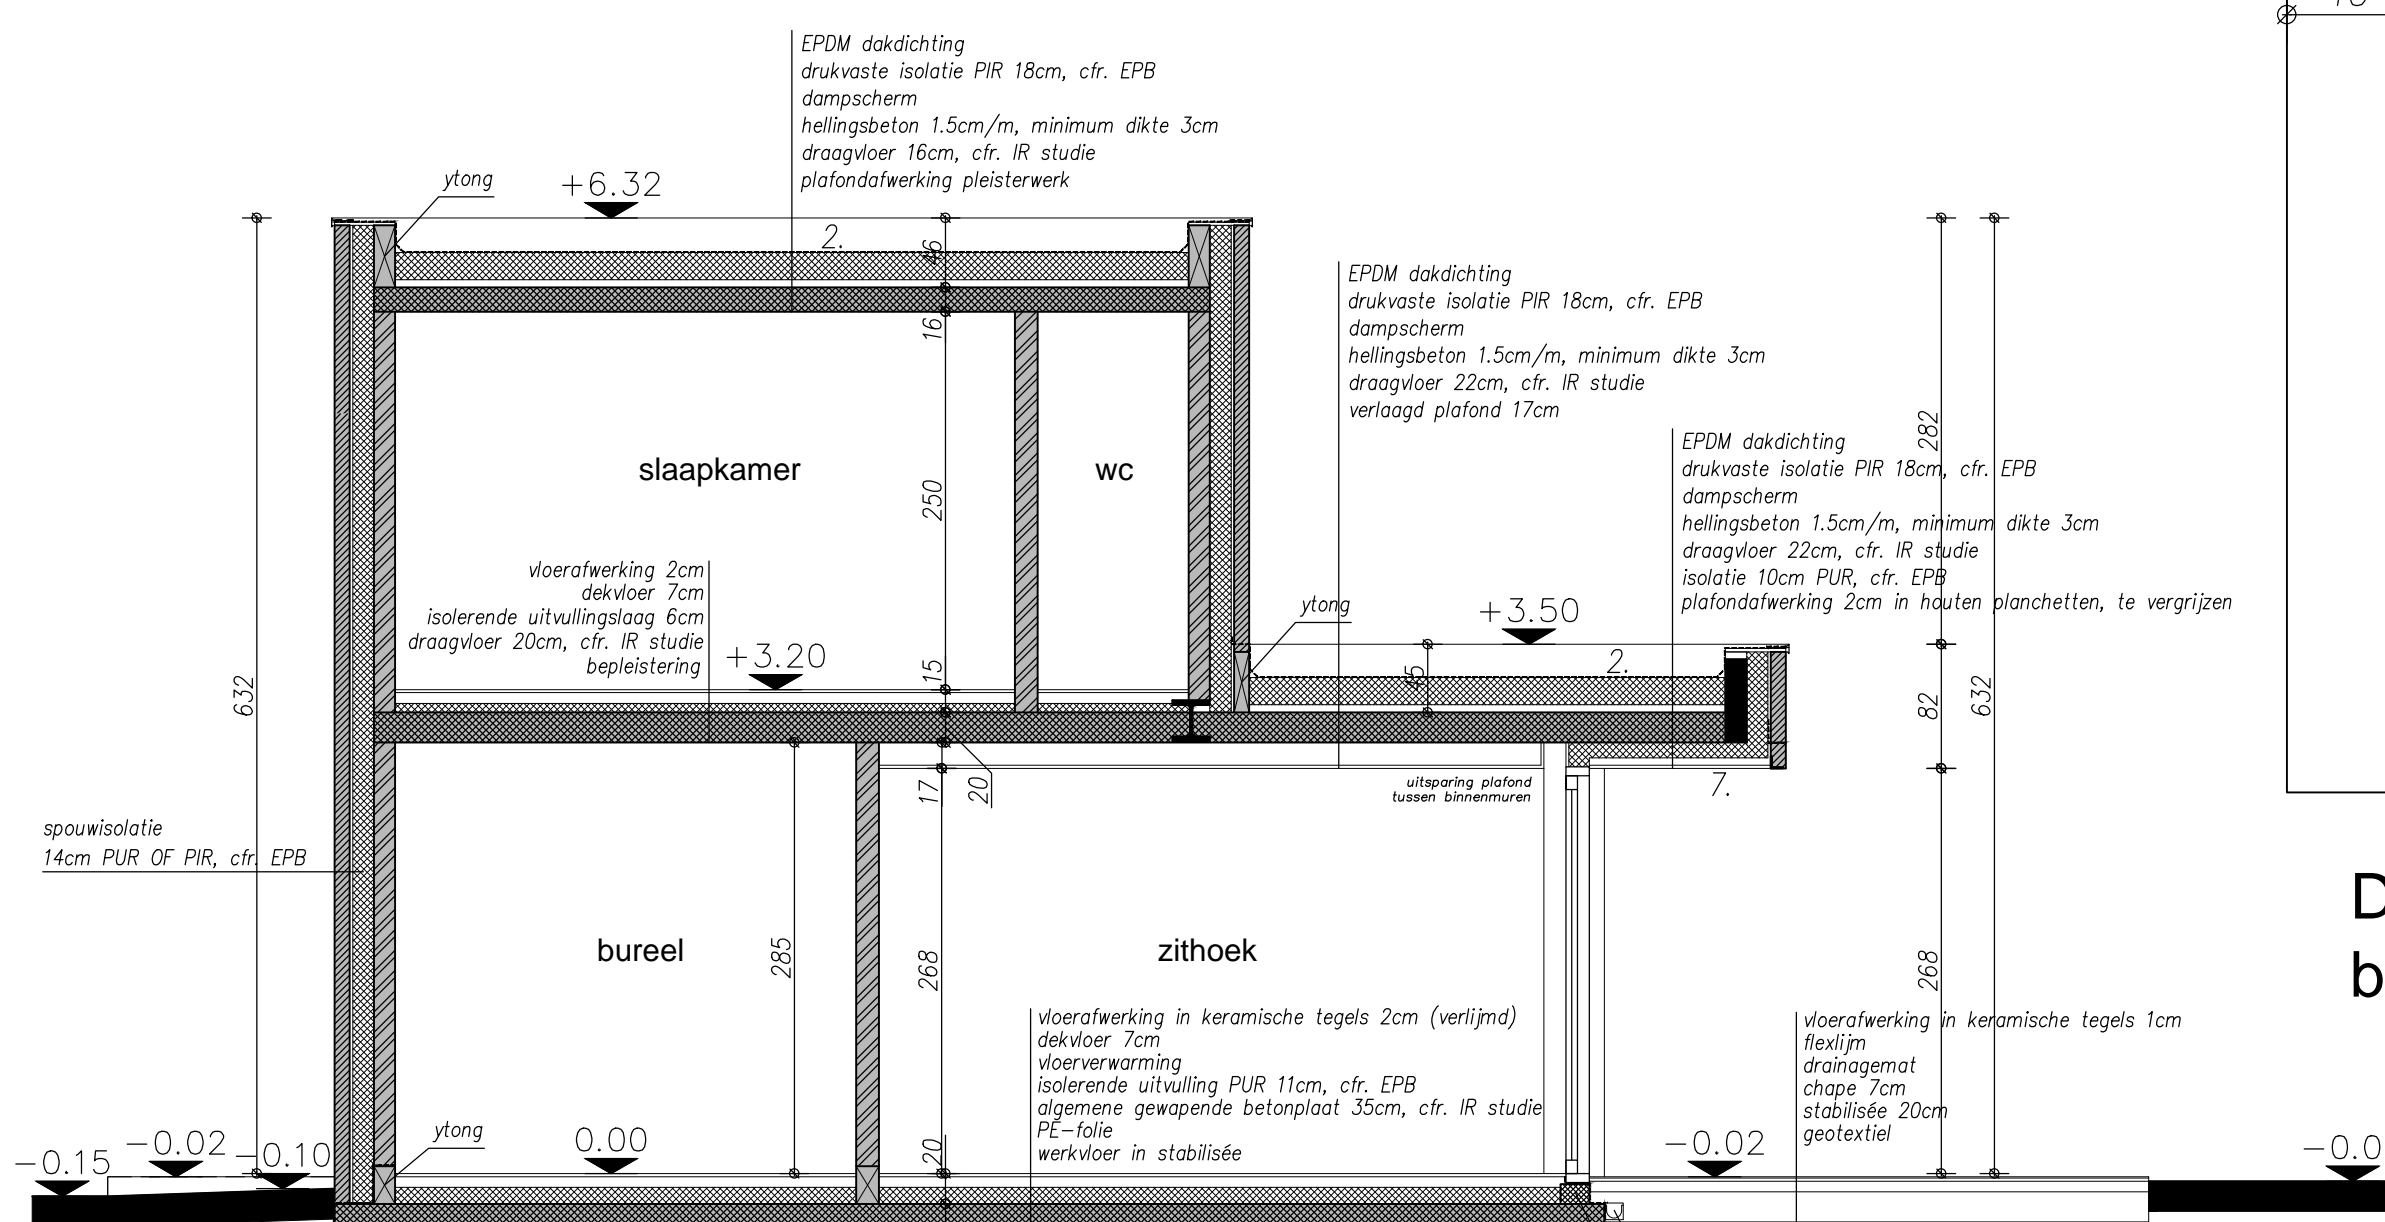 EPDM dakdichting
drukvaste isolatie PIR 18cm, cfr. EPB
dampscherm
hellingsbeton 1.5cm/m, minimum dikte 3cm
draagvloer 16cm, cfr. IR studie
plafondafwerking pleisterwerk
ytong
+6.32
2.
46
16
EPDM dakdichting
drukvaste isolatie PIR 18cm, cfr. EPB
dampscherm
hellingsbeton 1.5cm/m, minimum dikte 3cm
draagvloer 22cm, cfr. IR studie
verlaagd plafond 17cm
282
EPDM dakdichting
drukvaste isolatie PIR 18cm, cfr. EPB
dampscherm
hellingsbeton 1.5cm/m, minimum dikte 3cm
draagvloer 22cm, cfr. IR studie
isolatie 10cm PUR, cfr. EPB
plafondafwerking 2cm in houten planchetten, te vergrijzen
slaapkamer
wc
250
vloerafwerking 2cm
dekvloer 7cm
isolerende uitvullingslaag 6cm
draagvloer 20cm, cfr. IR studie
bepleistering
+3.20
15
ytong
+3.50
2.
45
632
82
632
17
20
uitsparing plafond
tussen binnenmuren
7.
spouwisolatie
14cm PUR OF PIR, cfr. EPB
bureel
285
268
zithoek
268
D
b
vloerafwerking in keramische tegels 2cm (verlijmd)
dekvloer 7cm
vloerverwarming
isolerende uitvulling PUR 11cm, cfr. EPB
algemene gewapende betonplaat 35cm, cfr. IR studie
PE-folie
werkvloer in stabilisée
vloerafwerking in keramische tegels 1cm
flexlijm
drainagemat
chape 7cm
stabilisée 20cm
geotextiel
-0.15
-0.02
-0.10
ytong
0.00
20
-0.02
-0.0